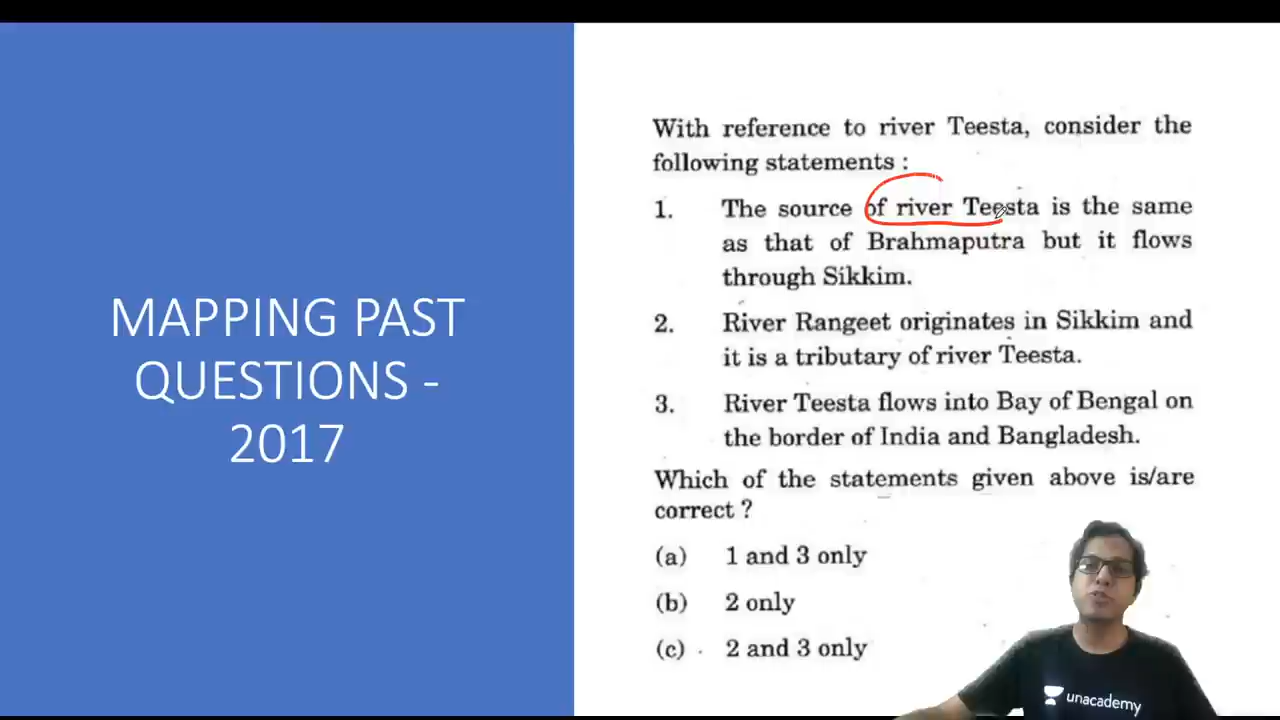 MAPPING PAST
QUESTIONS -
2017
With reference to river Teesta, consider the
following statements :
1. The source of river Teesta is the same
as that of Brahmaputra but it flows
through Sikkim.
2. River Rangeet originates in Sikkim and
it is a tributary of river Teesta.
3. River Teesta flows into Bay of Bengal on
the border of India and Bangladesh.
Which of the statements given above is/are
correct ?
(a) 1 and 3 only
(b) 2 only
(c) 2 and 3 only
unacademy